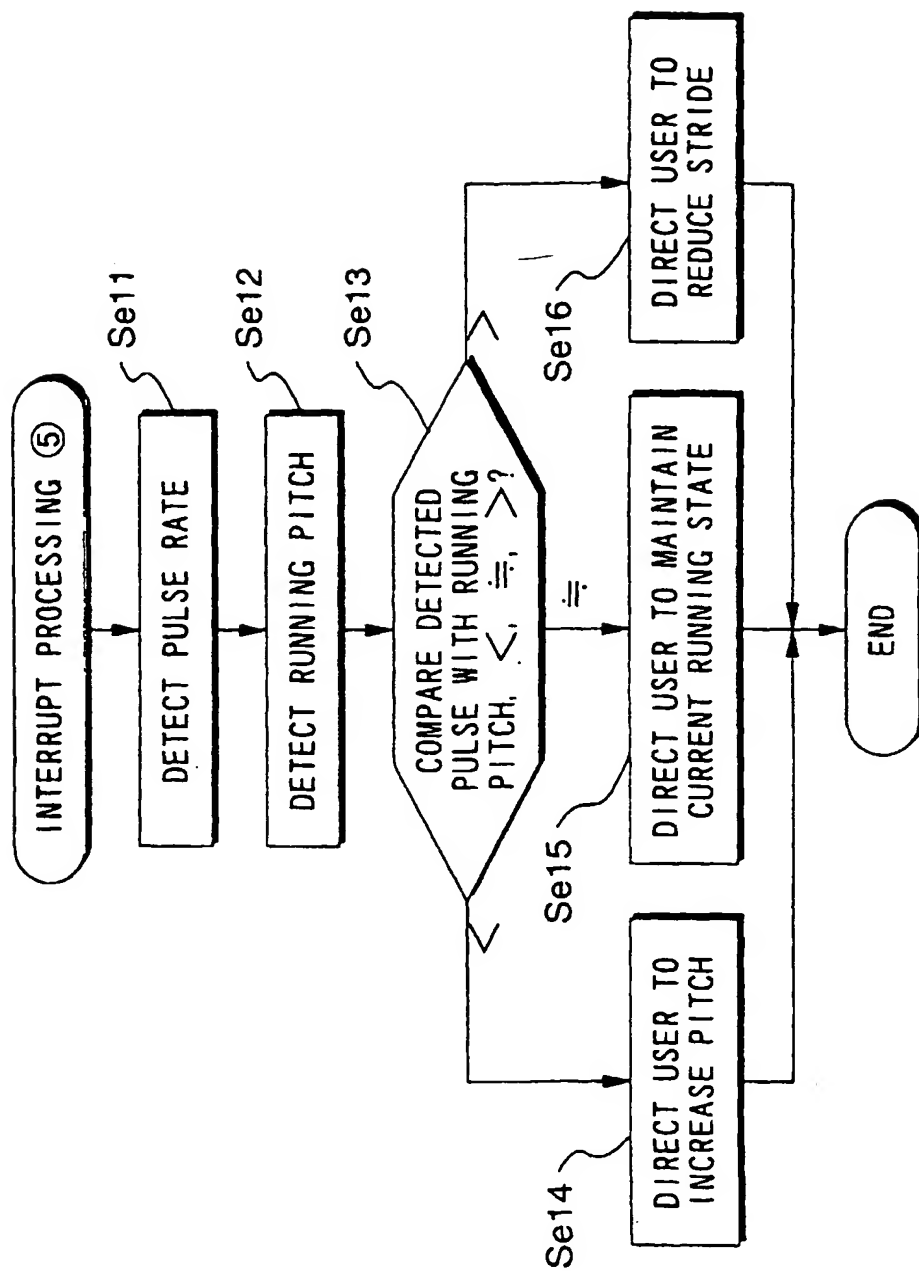 INTERRUPT PROCESSING ⑤
DETECT PULSE RATE
Se11
DETECT RUNNING PITCH
Se12
COMPARE DETECTED
PULSE WITH RUNNING
PITCH, <, ≒, >?
Se13
<
≒
>
Se14
DIRECT USER TO
INCREASE PITCH
Se15
DIRECT USER TO MAINTAIN
CURRENT RUNNING STATE
Se16
DIRECT USER TO
REDUCE STRIDE
END